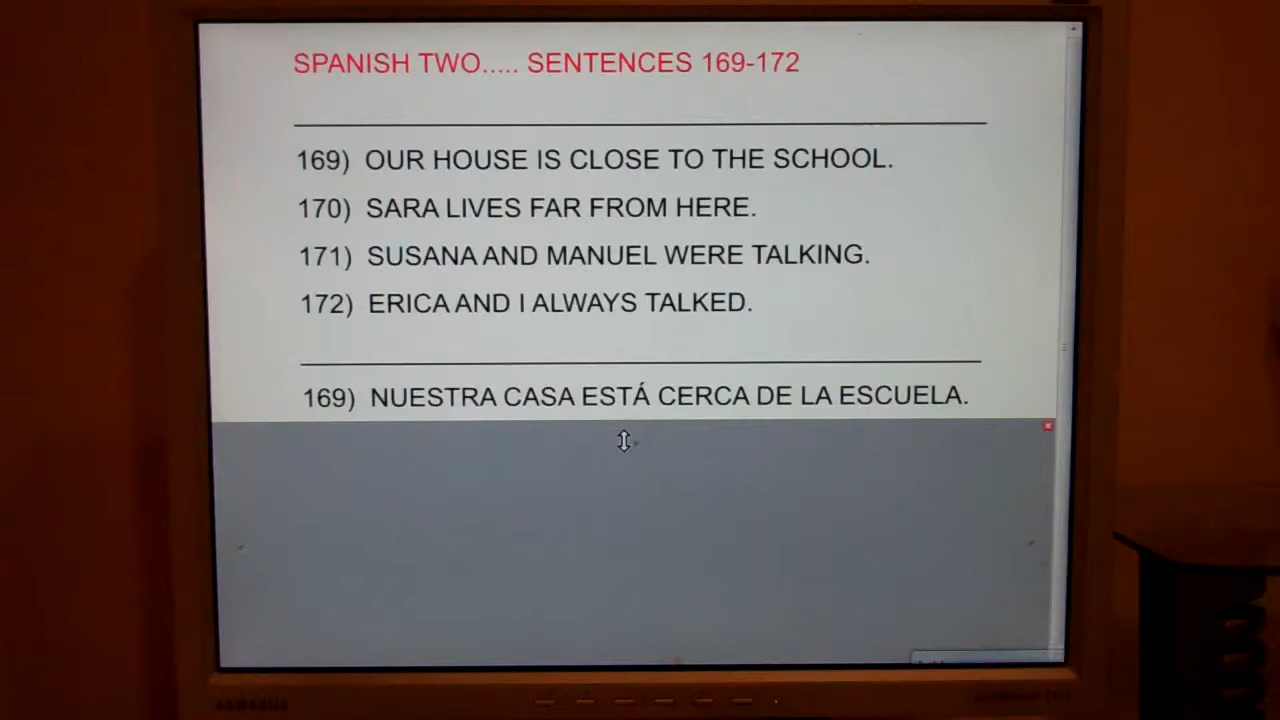 SPANISH TWO..... SENTENCES 169-172
169) OUR HOUSE IS CLOSE TO THE SCHOOL.
170) SARA LIVES FAR FROM HERE.
171) SUSANA AND MANUEL WERE TALKING.
172) ERICA AND I ALWAYS TALKED.
169) NUESTRA CASA ESTÁ CERCA DE LA ESCUELA.
SAMSUNG